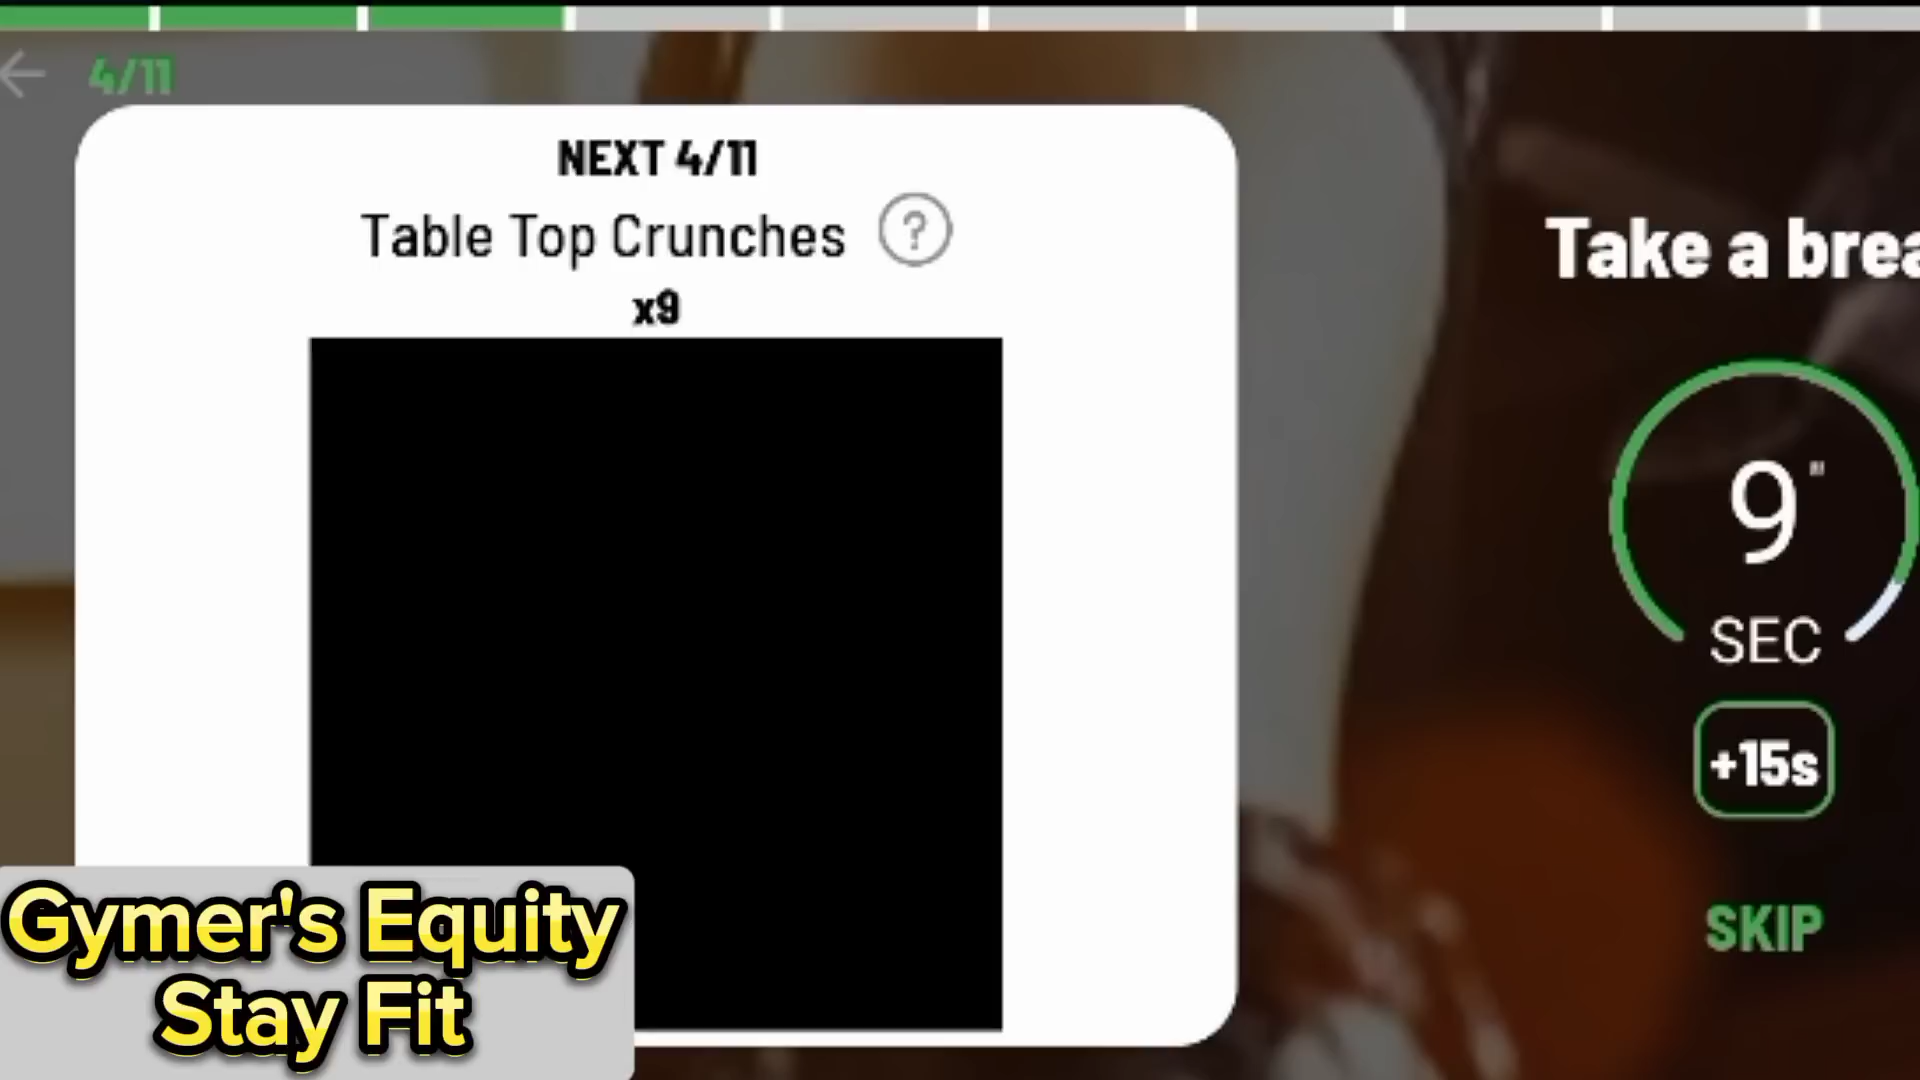 4/11
NEXT 4/11
Table Top Crunches ?
x9
Take a brea
9"
SEC
+15s
SKIP
Gymer's Equity
Stay Fit